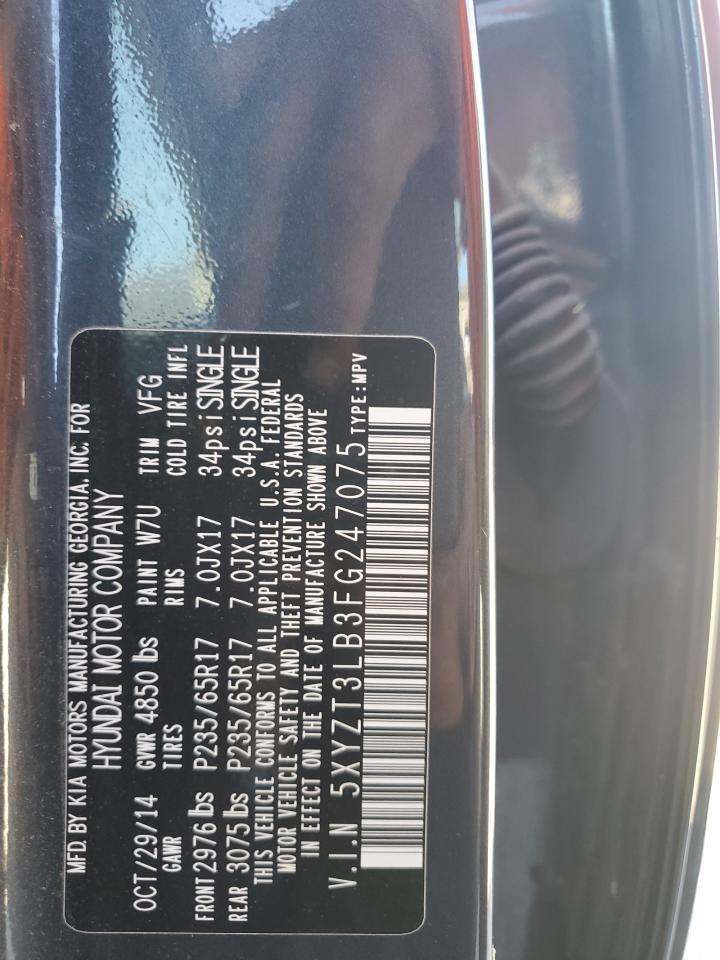 MFD. BY KIA MOTORS MANUFACTURING GEORGIA, INC. FOR
HYUNDAI MOTOR COMPANY
OCT/29/14 GVWR 4850 lbs PAINT W7U TRIM VFG
GAWR TIRES RIMS COLD TIRE INFL
FRONT 2976 lbs P235/65R17 7.0JX17 34psi SINGLE
REAR 3075 lbs P235/65R17 7.0JX17 34psi SINGLE
THIS VEHICLE CONFORMS TO ALL APPLICABLE U.S.A. FEDERAL
MOTOR VEHICLE SAFETY AND THEFT PREVENTION STANDARDS
IN EFFECT ON THE DATE OF MANUFACTURE SHOWN ABOVE
V.I.N 5XYZT3LB3FG247075 TYPE:MPV